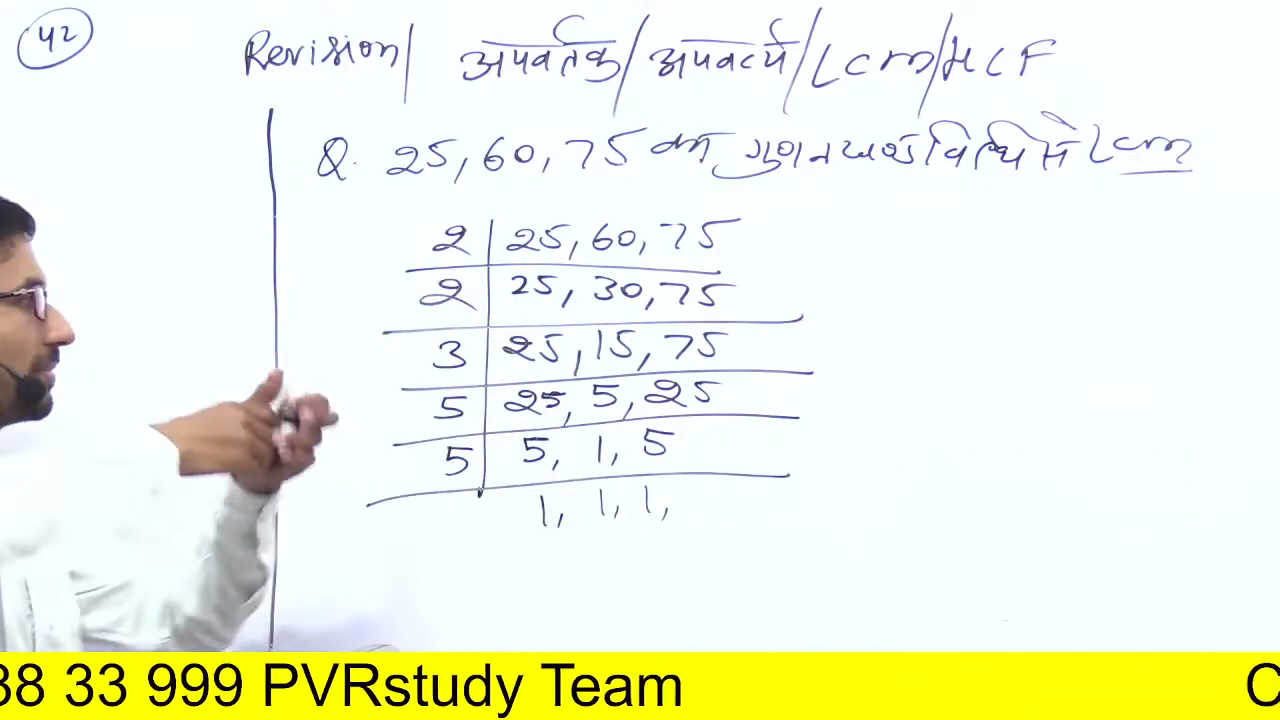 42
Revision/ अपवर्तक/अपवर्त्य/LCM/HCF
Q. 25,60,75 का गुणनखण्ड विधि से LCM
2 | 25,60,75
2 | 25,30,75
3 | 25,15,75
5 | 25,5,25
5 | 5,1,5
1,1,1,
38 33 999 PVRstudy Team C